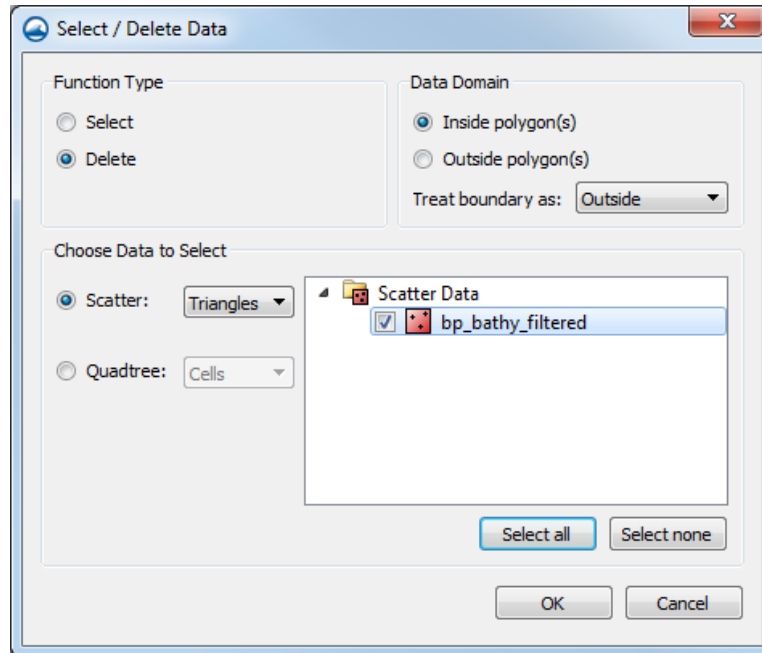 Select / Delete Data
Function Type
Select
Delete
Data Domain
Inside polygon(s)
Outside polygon(s)
Treat boundary as: Outside
Choose Data to Select
Scatter: Triangles
Quadtree: Cells
Scatter Data
bp_bathy_filtered
Select all Select none
OK Cancel